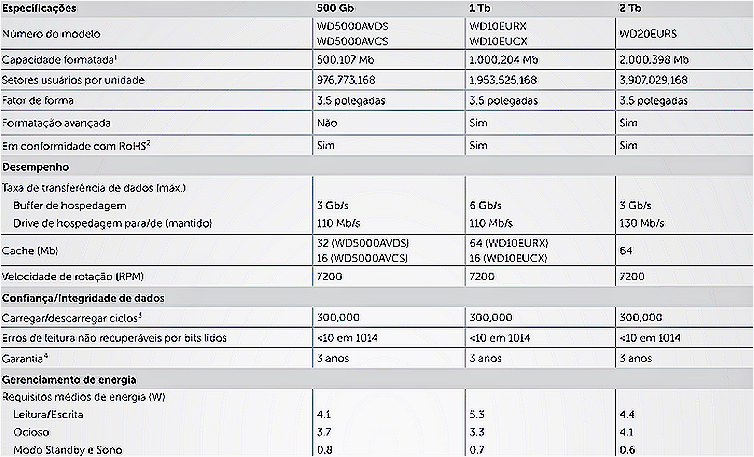 Especificações 500 Gb 1 Tb 2 Tb
Número do modelo WD5000AVDS WD5000AVCS WD10EURX WD10EUCX WD20EURS
Capacidade formatada¹ 500,107 Mb 1.000,204 Mb 2.000,398 Mb
Setores usuários por unidade 976,773,168 1,953,525,168 3,907,029,168
Fator de forma 3.5 polegadas 3.5 polegadas 3.5 polegadas
Formatação avançada Não Sim Sim
Em conformidade com RoHS² Sim Sim Sim
Desempenho
Taxa de transferência de dados (máx.)
Buffer de hospedagem 3 Gb/s 6 Gb/s 3 Gb/s
Drive de hospedagem para/de (mantido) 110 Mb/s 110 Mb/s 130 Mb/s
Cache (Mb) 32 (WD5000AVDS) 16 (WD5000AVCS) 64 (WD10EURX) 16 (WD10EUCX) 64
Velocidade de rotação (RPM) 7200 7200 7200
Confiança/Integridade de dados
Carregar/descarregar ciclos³ 300,000 300,000 300,000
Erros de leitura não recuperáveis por bits lidos <10 em 1014 <10 em 1014 <10 em 1014
Garantia⁴ 3 anos 3 anos 3 anos
Gerenciamento de energia
Requisitos médios de energia (W)
Leitura/Escrita 4.1 5.3 4.4
Ocioso 3.7 3.3 4.1
Modo Standby e Sono 0.8 0.7 0.6